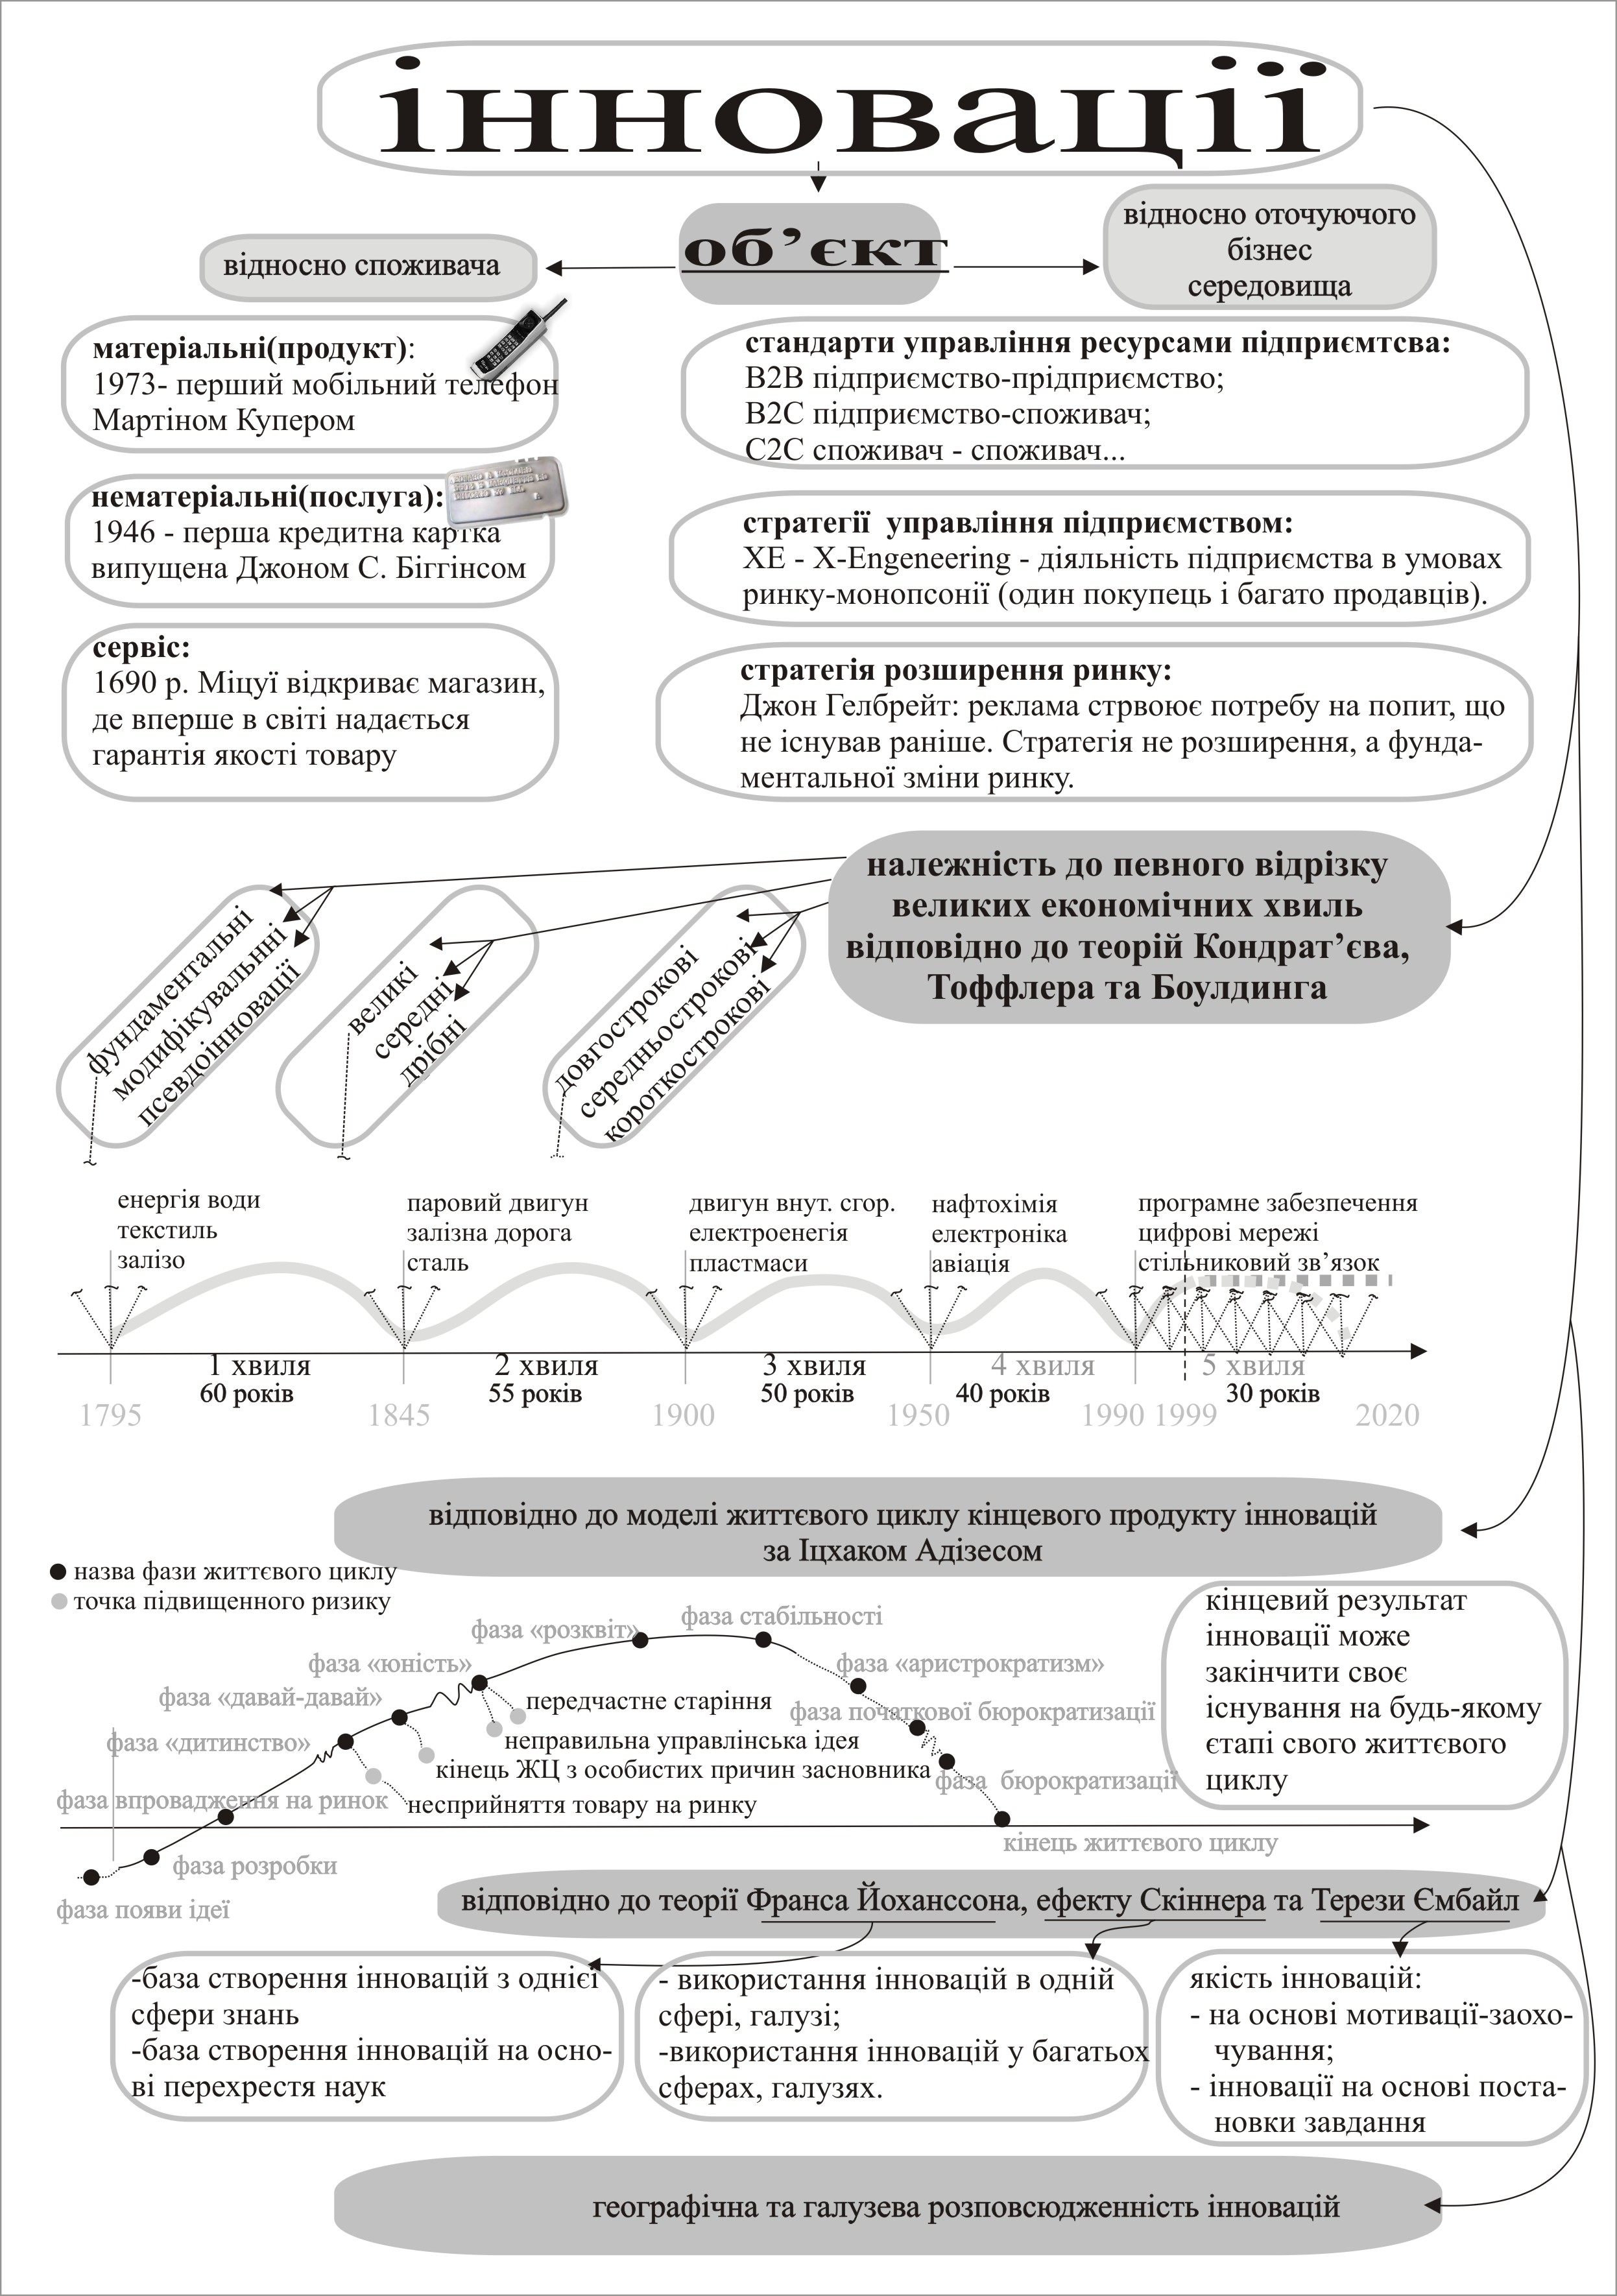 інновації
об’єкт
відносно споживача
відносно оточуючого
бізнес
середовища
матеріальні(продукт):
1973- перший мобільний телефон
Мартіном Купером
нематеріальні(послуга):
1946 - перша кредитна картка
випущена Джоном С. Біггінсом
сервіс:
1690 р. Міцуї відкриває магазин,
де вперше в світі надається
гарантія якості товару
стандарти управління ресурсами підприємтсва:
B2B підприємство-прідприємство;
B2C підприємство-споживач;
C2C споживач - споживач...
стратегії управління підприємством:
XE - X-Engeneering - діяльність підприємства в умовах
ринку-монопсонії (один покупець і багато продавців).
стратегія розширення ринку:
Джон Гелбрейт: реклама стрвоює потребу на попит, що
не існував раніше. Стратегія не розширення, а фунда-
ментальної зміни ринку.
належність до певного відрізку
великих економічних хвиль
відповідно до теорій Кондрат’єва,
Тоффлера та Боулдинга
фундаментальні
модифікувальнні
псевдоінновації
великі
середні
дрібні
довгострокові
середньострокові
короткострокові
енергія води
текстиль
залізо
паровий двигун
залізна дорога
сталь
двигун внут. сгор.
електроенегія
пластмаси
нафтохімія
електроніка
авіація
програмне забезпечення
цифрові мережі
стільниковий зв’язок
1 хвиля
60 років
2 хвиля
55 років
3 хвиля
50 років
4 хвиля
40 років
5 хвиля
30 років
1795
1845
1900
1950
1990
1999
2020
відповідно до моделі життєвого циклу кінцевого продукту інновацій
за Іцхаком Адізесом
назва фази життєвого циклу
точка підвищенного ризику
фаза «розквіт»
фаза стабільності
фаза «юність»
фаза «аристрократизм»
фаза «давай-давай»
передчастне старіння
фаза початкової бюрократизації
фаза «дитинство»
неправильна управлінська ідея
кінець ЖЦ з особистих причин засновника
фаза бюрократизації
фаза впровадження на ринок
несприйняття товару на ринку
кінець життєвого циклу
фаза розробки
фаза появи ідеї
кінцевий результат
інновації може
закінчити своє
існування на будь-якому
етапі свого життєвого
циклу
відповідно до теорії Франса Йоханссона, ефекту Скіннера та Терези Ємбайл
-база створення інновацій з однієї
сфери знань
-база створення інновацій на осно-
ві перехрестя наук
- використання інновацій в одній
сфері, галузі;
-використання інновацій у багатьох
сферах, галузях.
якість інновацій:
- на основі мотивації-заохо-
чування;
- інновації на основі поста-
новки завдання
географічна та галузева розповсюдженність інновацій